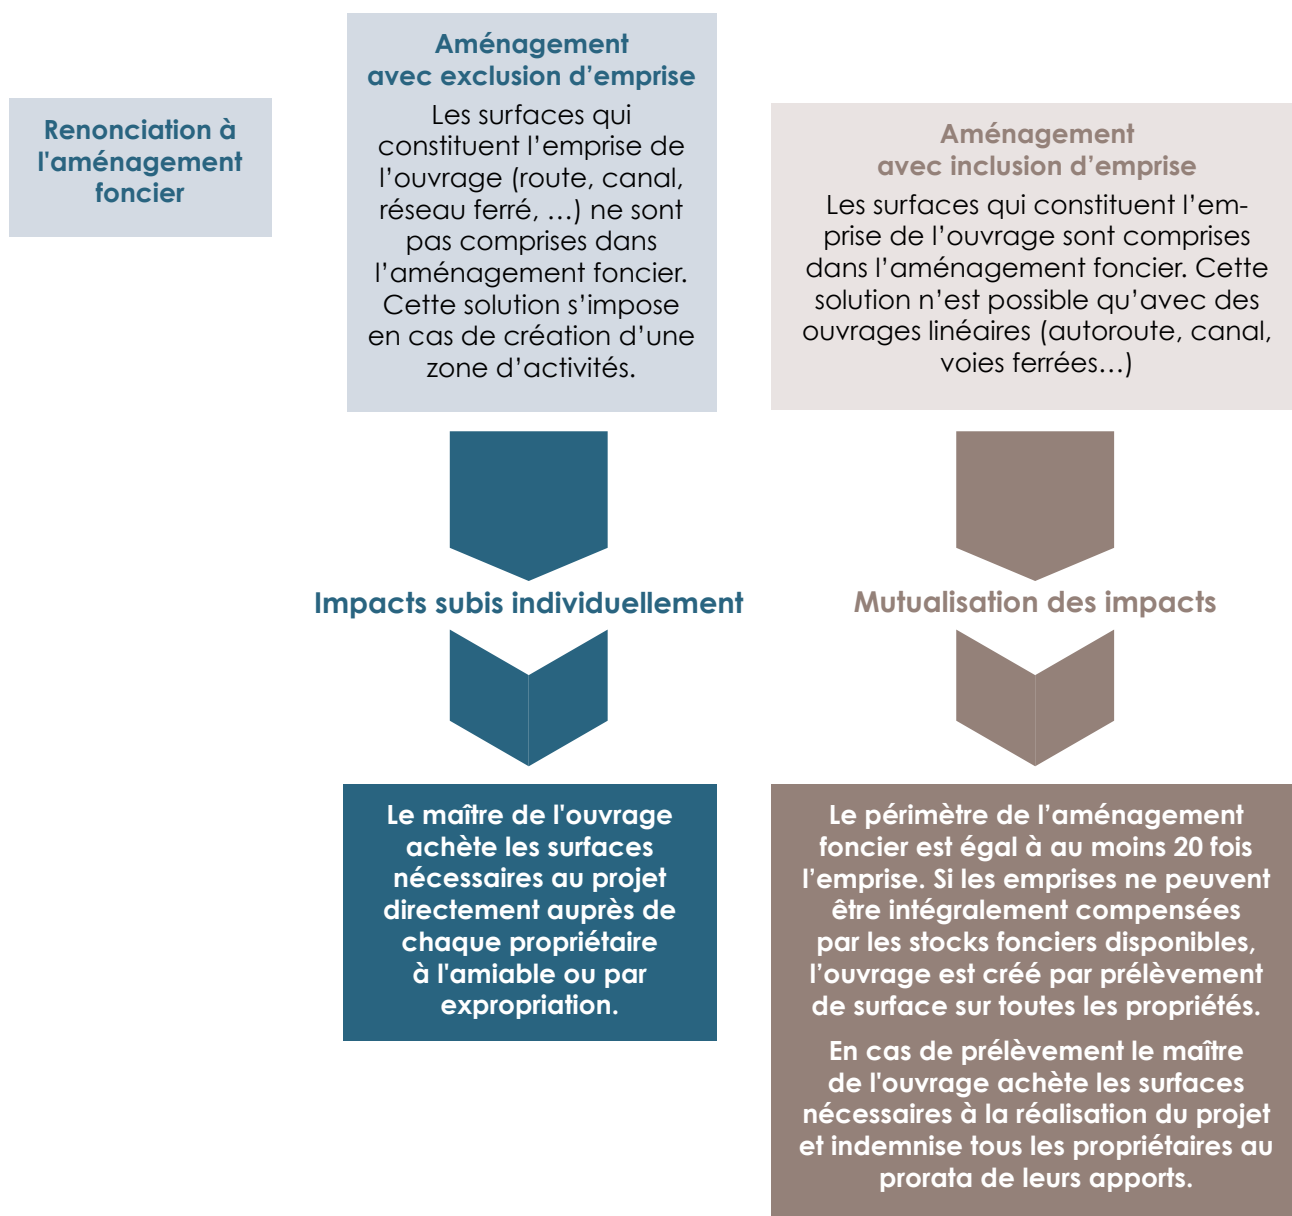 Renonciation à
l'aménagement
foncier
Aménagement
avec exclusion d’emprise
Les surfaces qui
constituent l’emprise de
l’ouvrage (route, canal,
réseau ferré, …) ne sont
pas comprises dans
l’aménagement foncier.
Cette solution s’impose
en cas de création d’une
zone d’activités.
Aménagement
avec inclusion d’emprise
Les surfaces qui constituent l’em-
prise de l’ouvrage sont comprises
dans l’aménagement foncier. Cette
solution n’est possible qu’avec des
ouvrages linéaires (autoroute, canal,
voies ferrées…)
Impacts subis individuellement
Mutualisation des impacts
Le maître de l'ouvrage
achète les surfaces
nécessaires au projet
directement auprès de
chaque propriétaire
à l'amiable ou par
expropriation.
Le périmètre de l’aménagement
foncier est égal à au moins 20 fois
l’emprise. Si les emprises ne peuvent
être intégralement compensées
par les stocks fonciers disponibles,
l’ouvrage est créé par prélèvement
de surface sur toutes les propriétés.
En cas de prélèvement le maître
de l'ouvrage achète les surfaces
nécessaires à la réalisation du projet
et indemnise tous les propriétaires au
prorata de leurs apports.